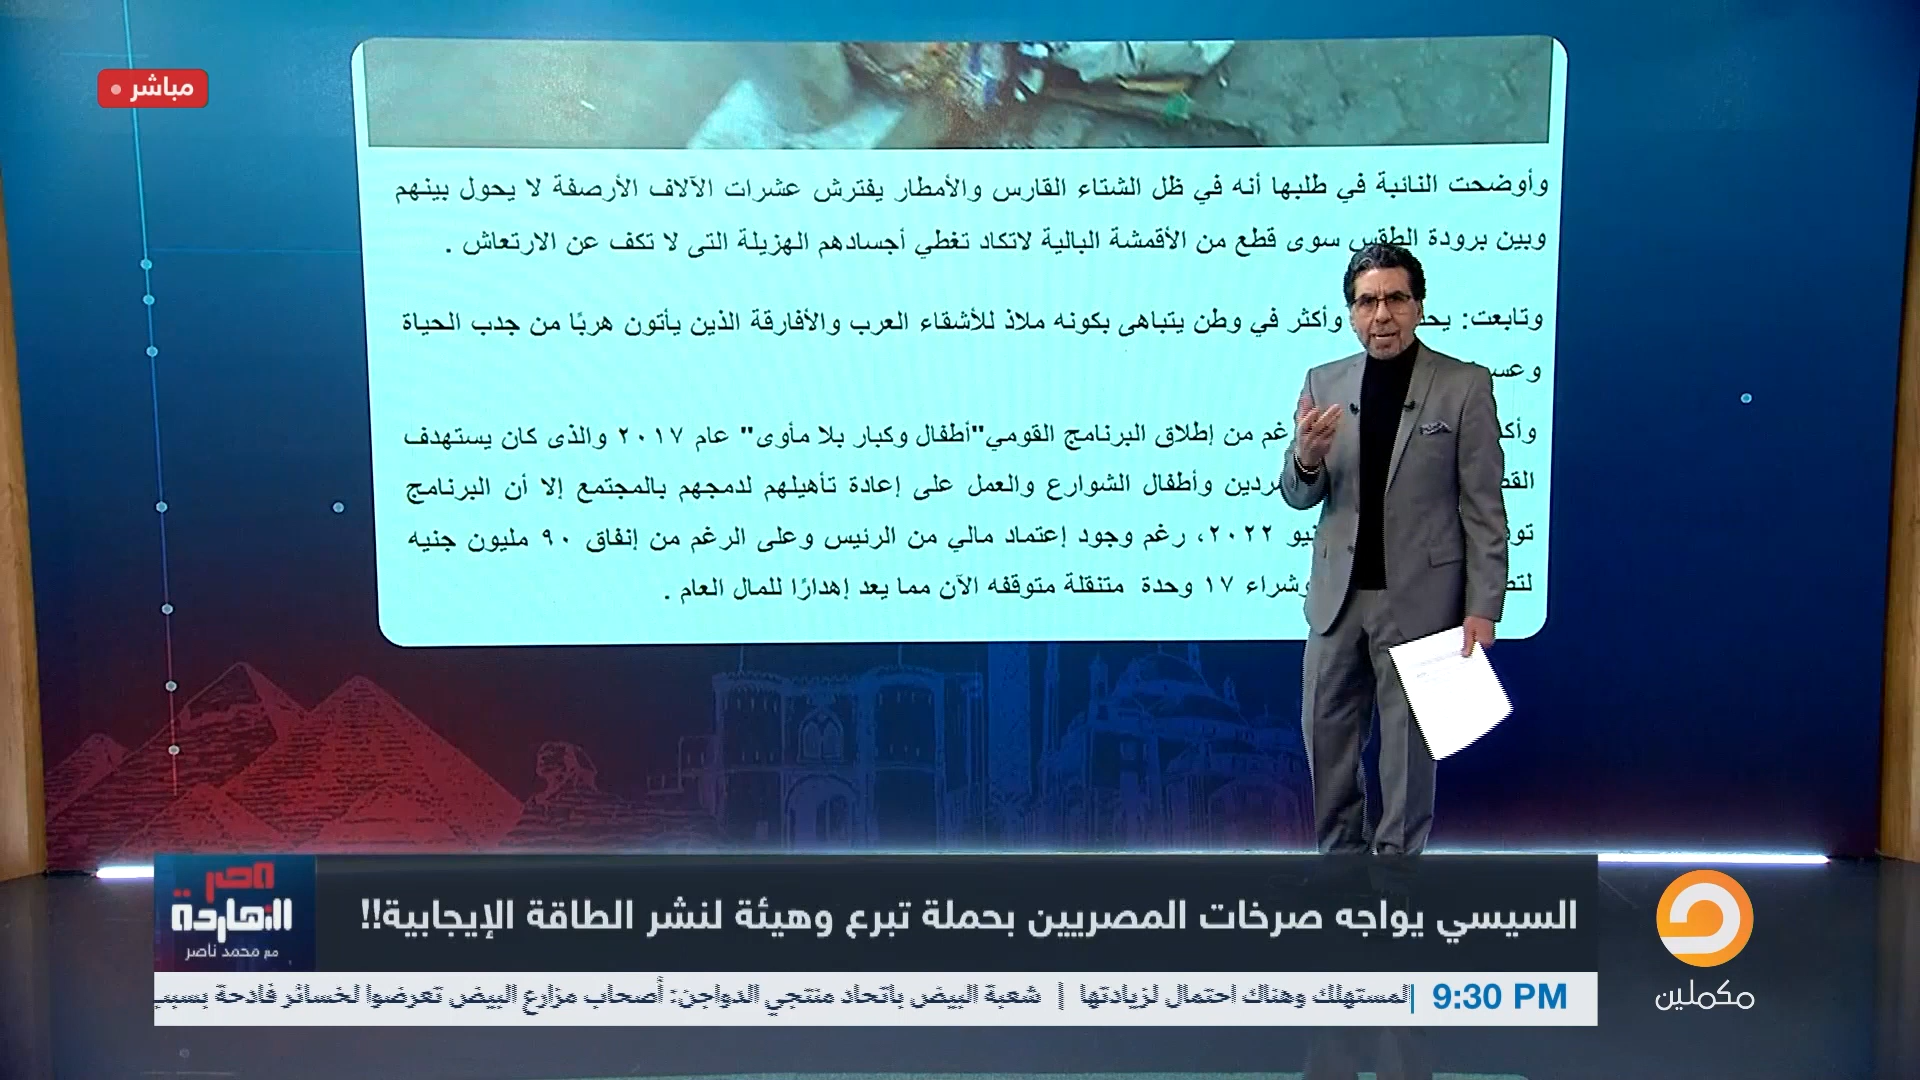 مباشر
وأوضحت النائبة في طلبها أنه في ظل الشتاء القارس والأمطار يفترش عشرات الآلاف الأرصفة لا يحول بينهم
وبين برودة الطقس سوى قطع من الأقمشة البالية لاتكاد تغطي أجسادهم الهزيلة التى لا تكف عن الارتعاش .
وتابعت: وأكثر في وطن يتباهى بكونه ملاذ للأشقاء العرب والأفارقة الذين يأتون هربًا من جدب الحياة
من إطلاق البرنامج القومي"أطفال وكبار بلا مأوى" عام ٢٠١٧ والذى كان يستهدف
وأطفال الشوارع والعمل على إعادة تأهيلهم لدمجهم بالمجتمع إلا أن البرنامج
٢٠٢٢، رغم وجود إعتماد مالي من الرئيس وعلى الرغم من إنفاق ٩٠ مليون جنيه
وشراء ١٧ وحدة متنقلة متوقفه الآن مما يعد إهدارًا للمال العام .
مصر
النهاردة
مع محمد ناصر
السيسي يواجه صرخات المصريين بحملة تبرع وهيئة لنشر الطاقة الإيجابية!!
9:30 PM
لمستهلك وهناك احتمال لزيادتها | شعبة البيض باتحاد منتجي الدواجن: أصحاب مزارع البيض تعرضوا لخسائر فادحة بسبب
مكملين